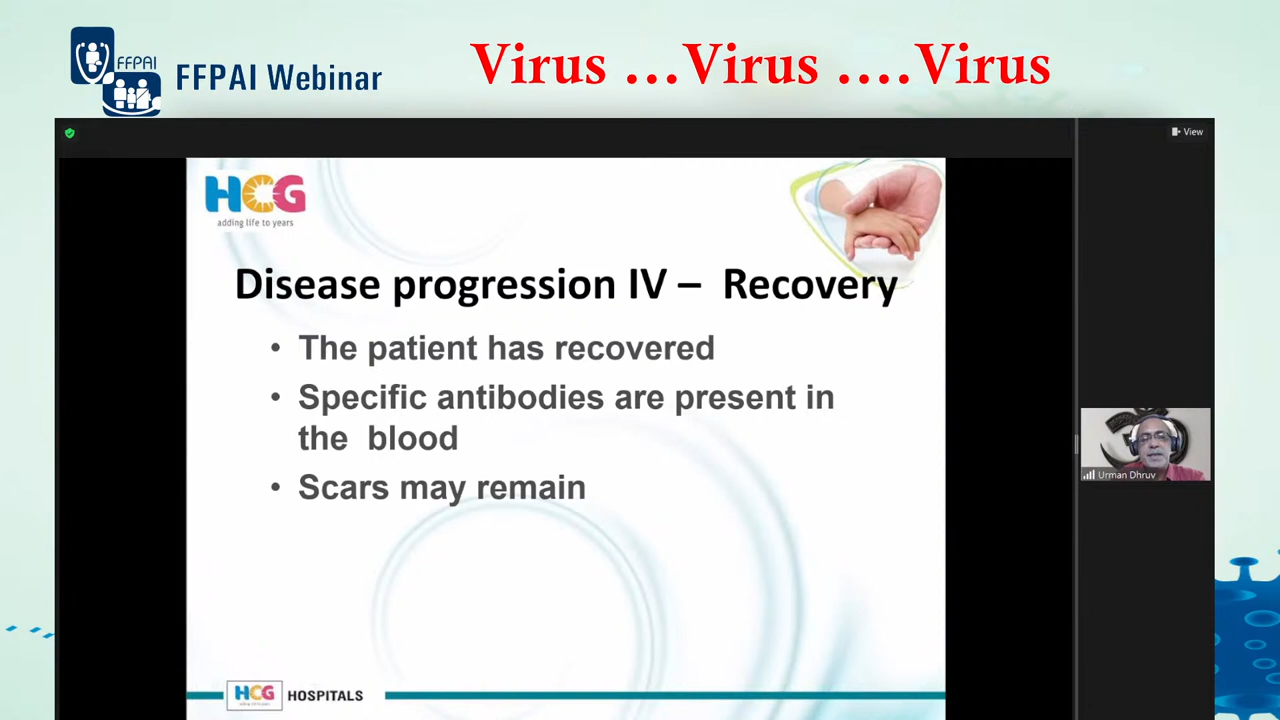 FFPAI
FFPAI Webinar
Virus ...Virus ....Virus
View
HCG
adding life to years
Disease progression IV – Recovery
• The patient has recovered
• Specific antibodies are present in
the blood
• Scars may remain
Urman Dhruv
HCG
HOSPITALS